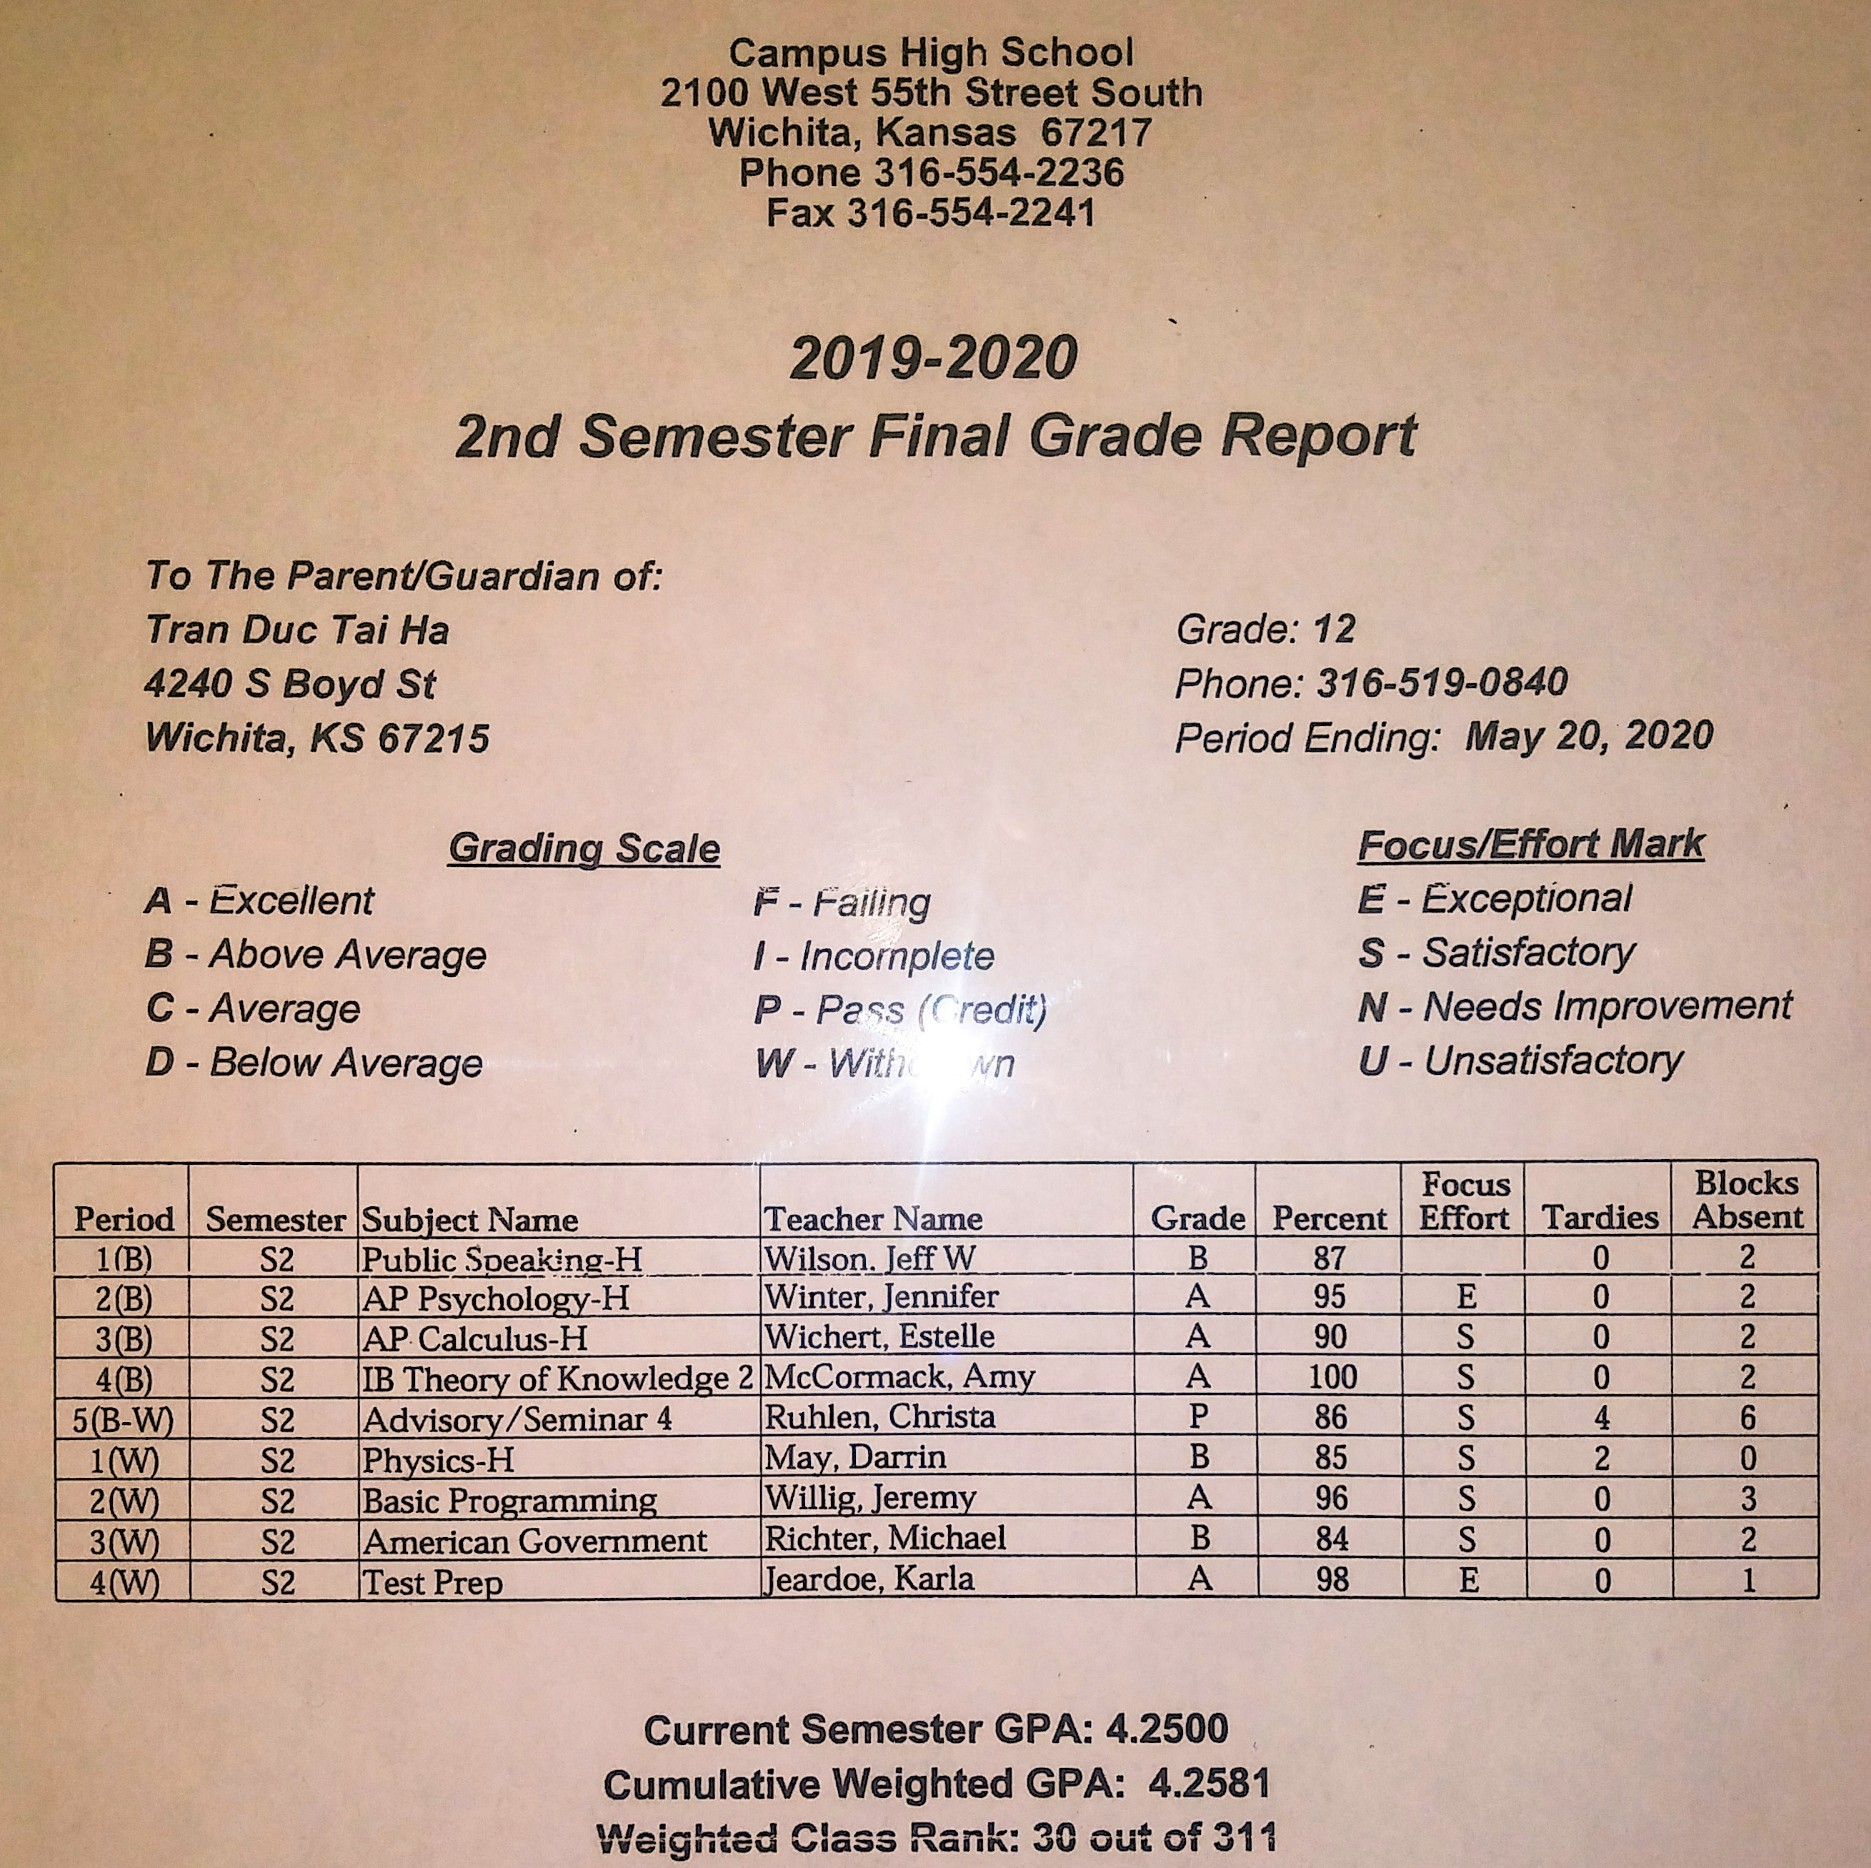 Campus High School
2100 West 55th Street South
Wichita, Kansas 67217
Phone 316-554-2236
Fax 316-554-2241
2019-2020
2nd Semester Final Grade Report
To The Parent/Guardian of:
Tran Duc Tai Ha
4240 S Boyd St
Wichita, KS 67215
Grade: 12
Phone: 316-519-0840
Period Ending: May 20, 2020
Grading Scale
A - Excellent
B - Above Average
C - Average
D - Below Average
F - Failing
I - Incomplete
P - Pass (Credit)
W -
Focus/Effort Mark
E - Exceptional
S - Satisfactory
N - Needs Improvement
U - Unsatisfactory
Period Semester Subject Name Teacher Name Grade Percent Focus Effort Tardies Blocks Absent
1(B) S2 Public Speaking-H Wilson. Jeff W B 87 0 2
2(B) S2 AP Psychology-H Winter, Jennifer A 95 E 0 2
3(B) S2 AP Calculus-H Wichert, Estelle A 90 S 0 2
4(B) S2 IB Theory of Knowledge 2 McCormack, Amy A 100 S 0 2
5(B-W) S2 Advisory/Seminar 4 Ruhlen, Christa P 86 S 4 6
1(W) S2 Physics-H May, Darrin B 85 S 2 0
2(W) S2 Basic Programming Willig, Jeremy A 96 S 0 3
3(W) S2 American Government Richter, Michael B 84 S 0 2
4(W) S2 Test Prep Jeardoe, Karla A 98 E 0 1
Current Semester GPA: 4.2500
Cumulative Weighted GPA: 4.2581
Weighted Class Rank: 30 out of 311